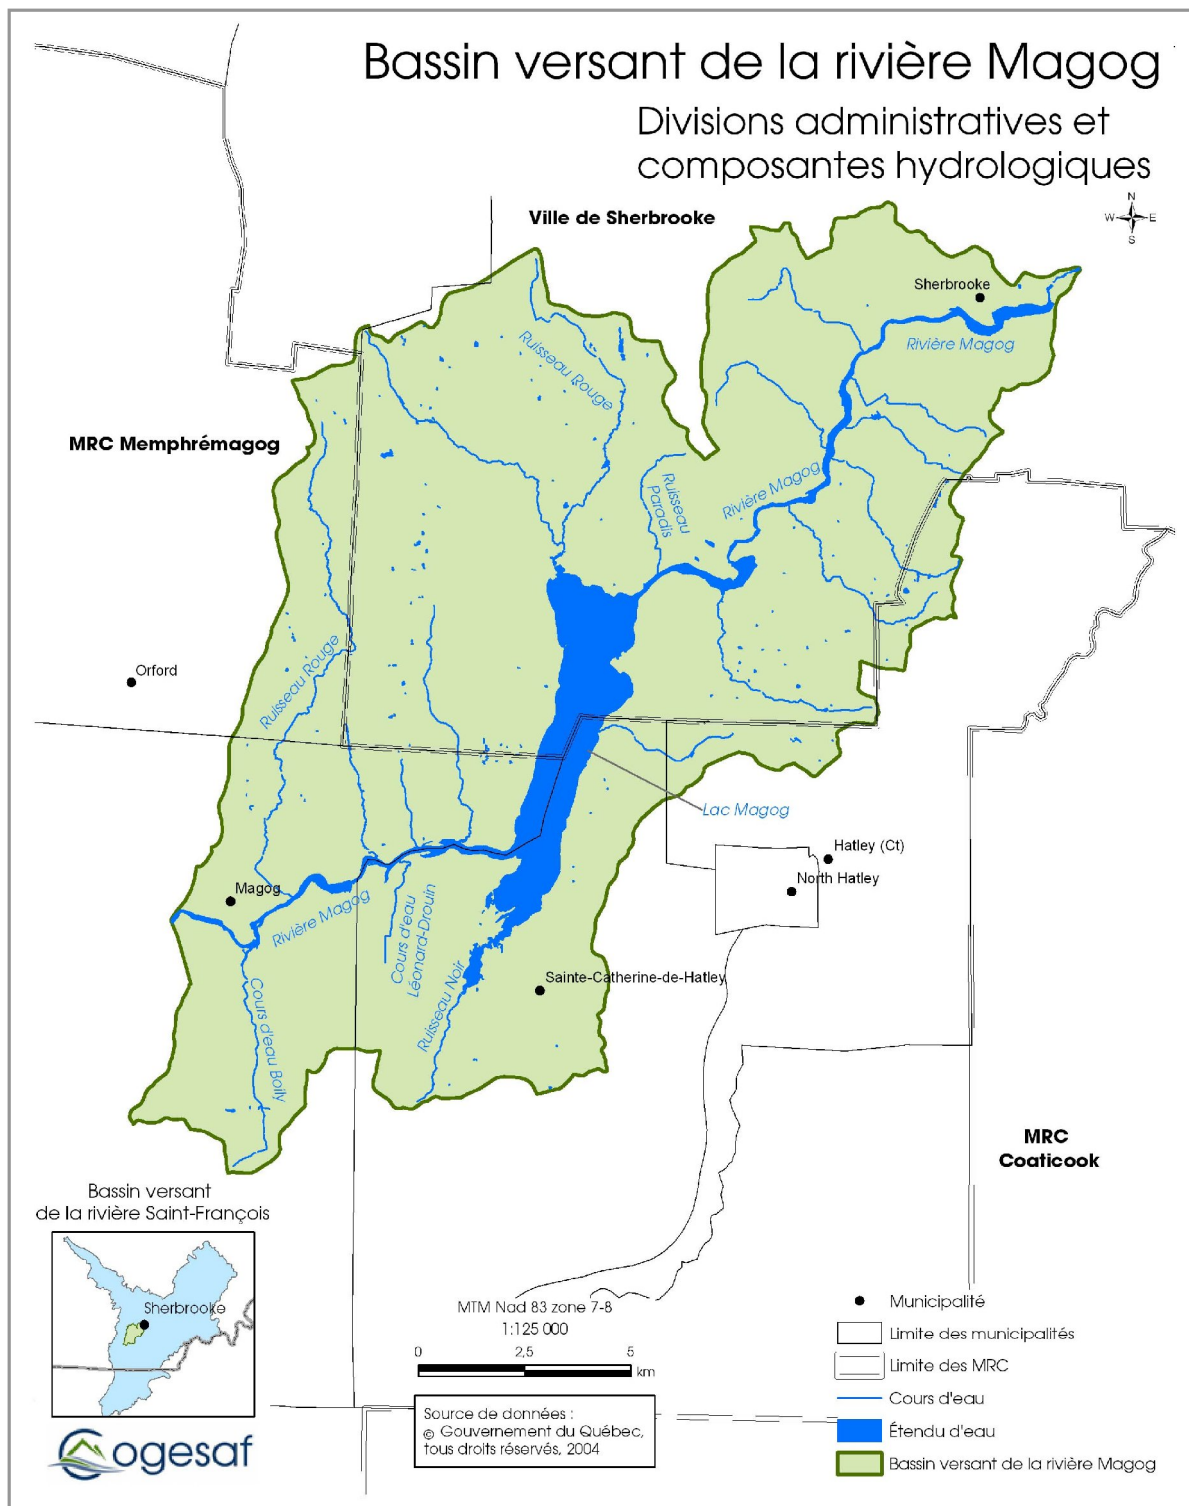 Bassin versant de la rivière Magog
Divisions administratives et
composantes hydrologiques
N
W E
S
Ville de Sherbrooke
Sherbrooke
Rivière Magog
Ruisseau Rouge
MRC Memphrémagog
Ruisseau
Paradis
Rivière Magog
Ruisseau Rouge
Orford
Lac Magog
Hatley (Ct)
North Hatley
Magog
Rivière Magog
Cours d'eau
Léonard-Drouin
Ruisseau Noir
Sainte-Catherine-de-Hatley
Cours d'eau Boily
MRC
Coaticook
Bassin versant
de la rivière Saint-François
Sherbrooke
Cogesaf
MTM Nad 83 zone 7-8
1:125 000
0 2,5 5
km
Source de données :
© Gouvernement du Québec,
tous droits réservés, 2004
Municipalité
Limite des municipalités
Limite des MRC
Cours d'eau
Étendu d'eau
Bassin versant de la rivière Magog